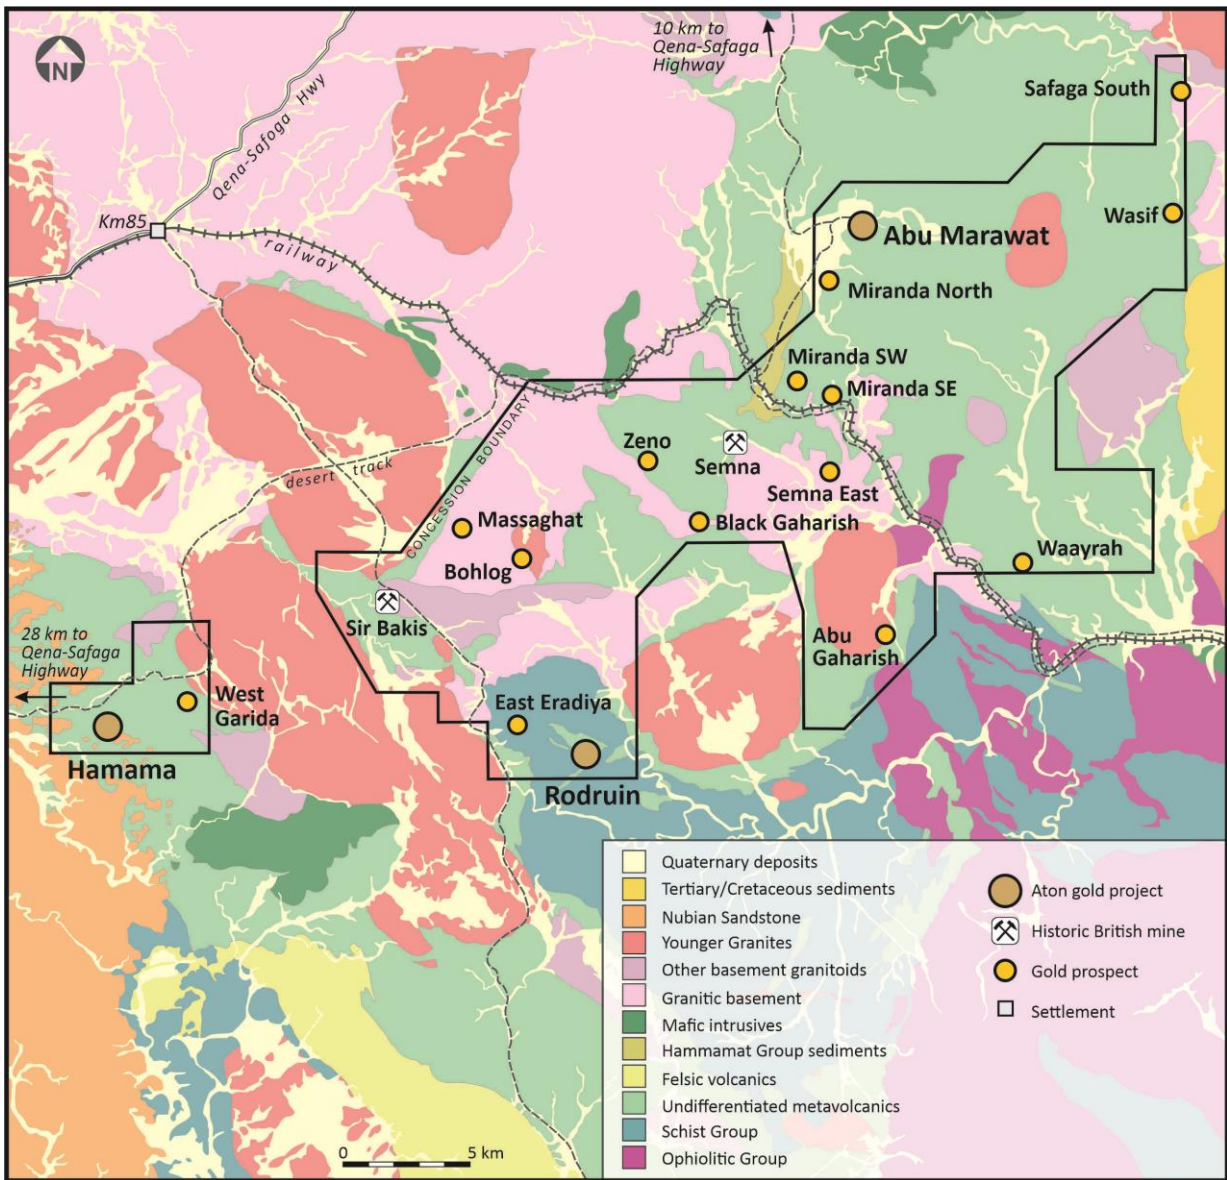 N
10 km to
Qena-Safaga
Highway
Safaga South
Qena-Safoga Hwy
Km85
railway
Wasif
Abu Marawat
Miranda North
Miranda SW
Miranda SE
CONCESSION BOUNDARY
Zeno
Semna
desert track
Semna East
Massaghat
Black Gaharish
Bohlog
Waayrah
Sir Bakis
28 km to
Qena-Safaga
Highway
Abu
Gaharish
West
Garida
East Eradiya
Hamama
Rodruin
Quaternary deposits
Tertiary/Cretaceous sediments
Nubian Sandstone
Younger Granites
Other basement granitoids
Granitic basement
Mafic intrusives
Hammamat Group sediments
Felsic volcanics
Undifferentiated metavolcanics
Schist Group
Ophiolitic Group
Aton gold project
Historic British mine
Gold prospect
Settlement
0 5 km